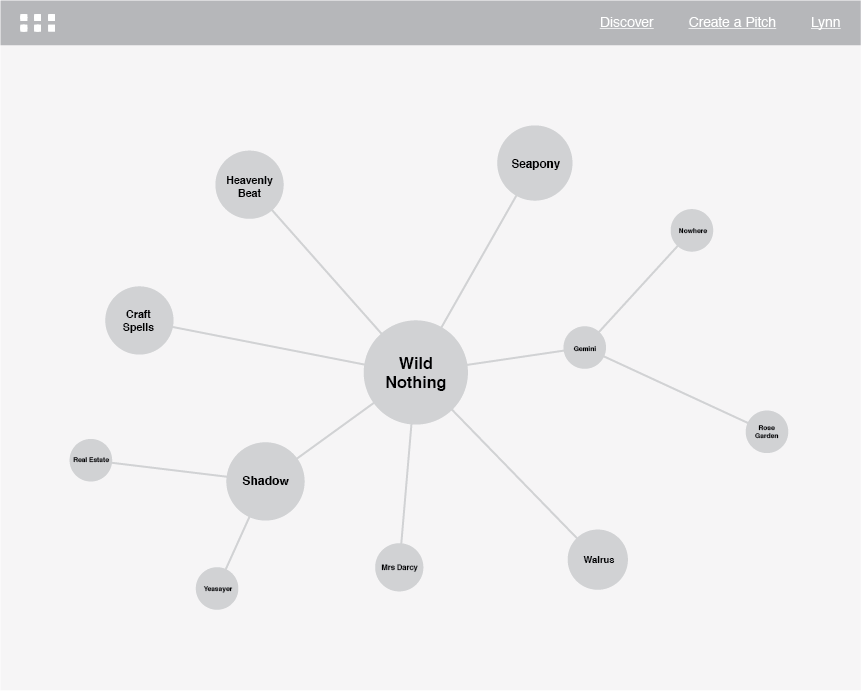 Discover
Create a Pitch
Lynn
Heavenly
Beat
Seapony
Nowhere
Craft
Spells
Wild
Nothing
Gemini
Rose
Garden
Real Estate
Shadow
Mrs Darcy
Walrus
Yeasayer